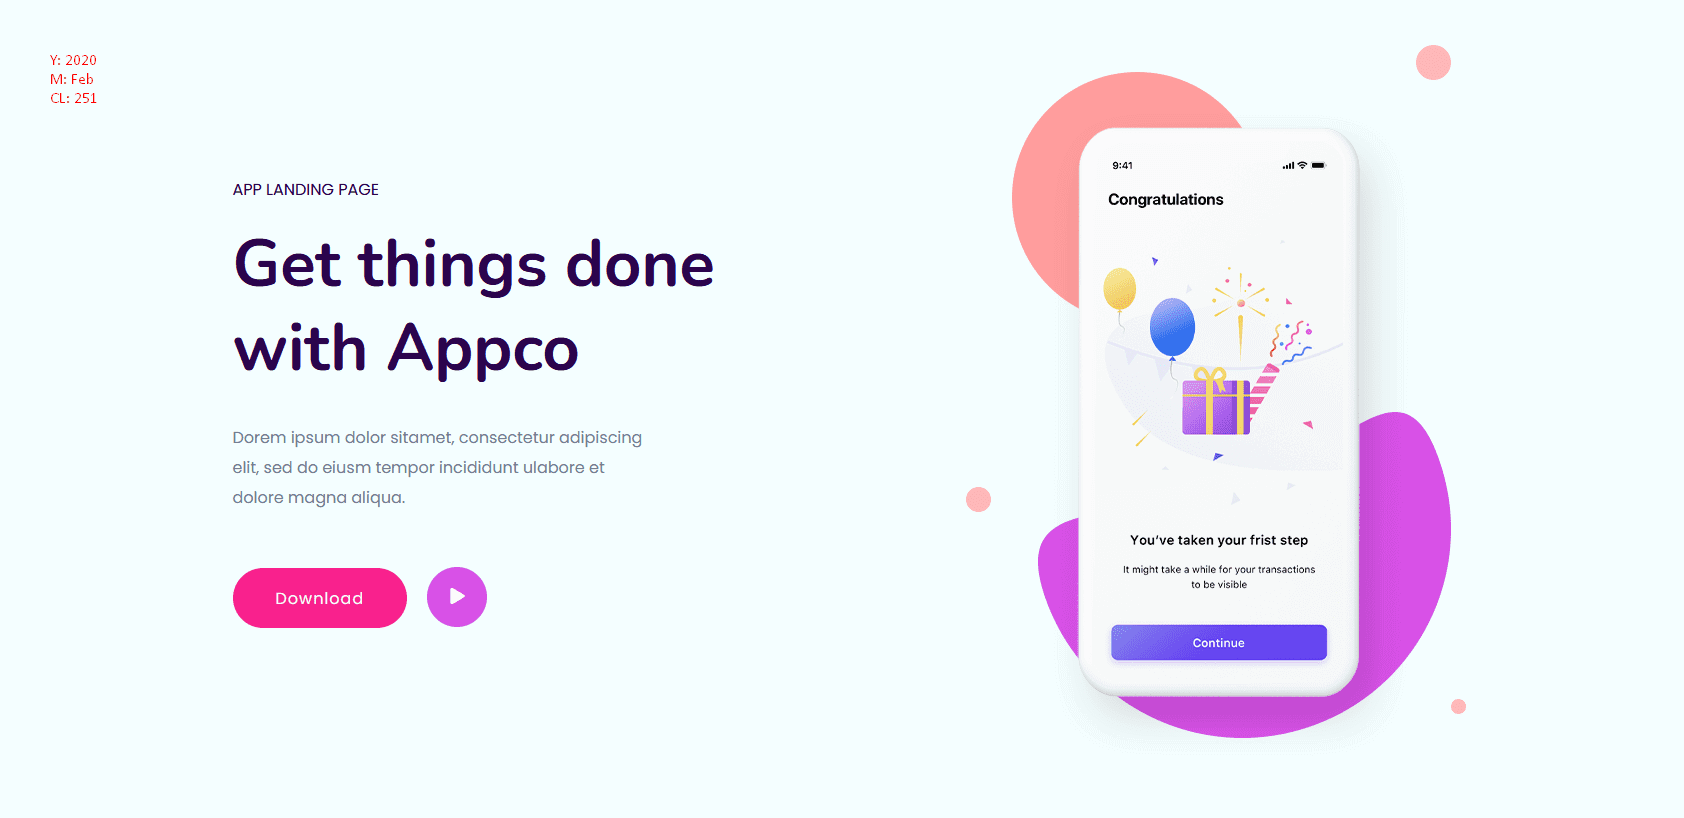 Y: 2020
M: Feb
CL: 251
APP LANDING PAGE
Get things done
with Appco
Dorem ipsum dolor sitamet, consectetur adipiscing
elit, sed do eiusm tempor incididunt ulabore et
dolore magna aliqua.
Download
9:41
Congratulations
You've taken your frist step
It might take a while for your transactions
to be visible
Continue